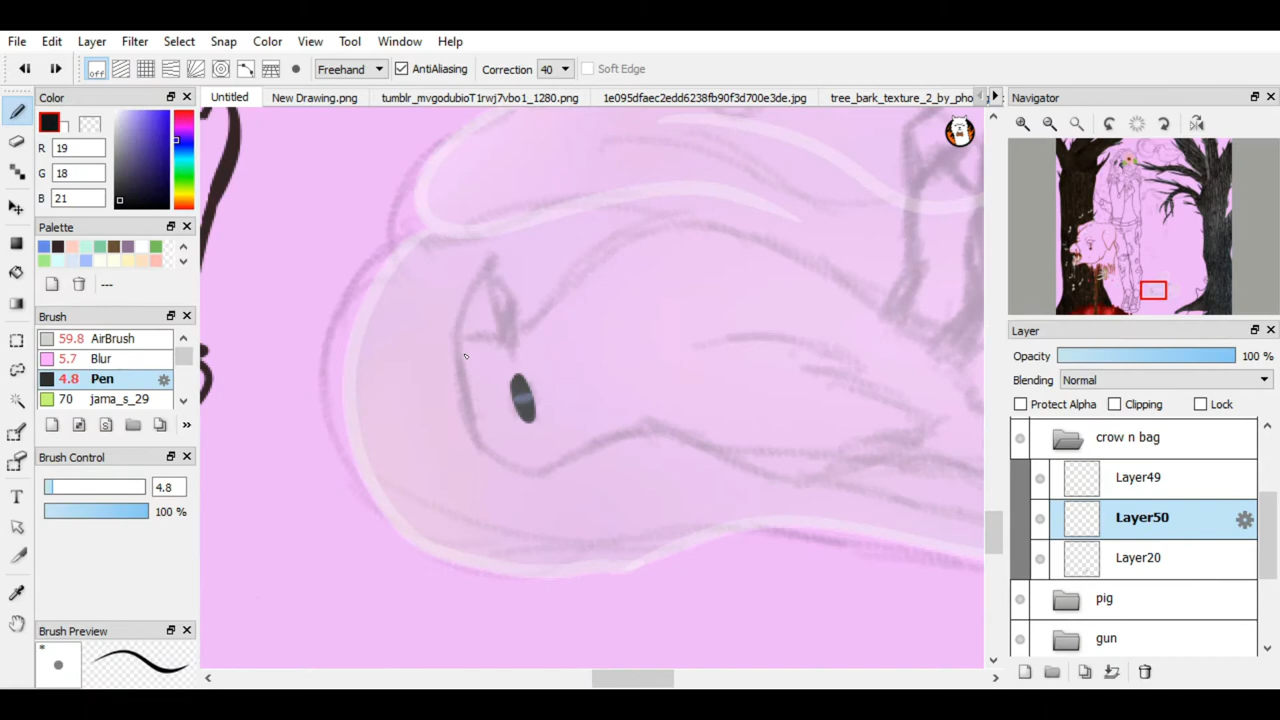 File Edit Layer Filter Select Snap Color View Tool Window Help
off Freehand AntiAliasing Correction 40 Soft Edge
Color
Untitled New Drawing.png tumblr_mvgodubioT1rwj7vbo1_1280.png 1e095dfaec2edd6238fb90f3d700e3de.jpg tree_bark_texture_2_by_pho
Navigator
R 19
G 18
B 21
Palette
---
Brush
59.8 AirBrush
5.7 Blur
4.8 Pen
70 jama_s_29
S
Brush Control
4.8
100 %
T
Brush Preview
Layer
Opacity 100 %
Blending Normal
Protect Alpha Clipping Lock
crow n bag
Layer49
Layer50
Layer20
pig
gun